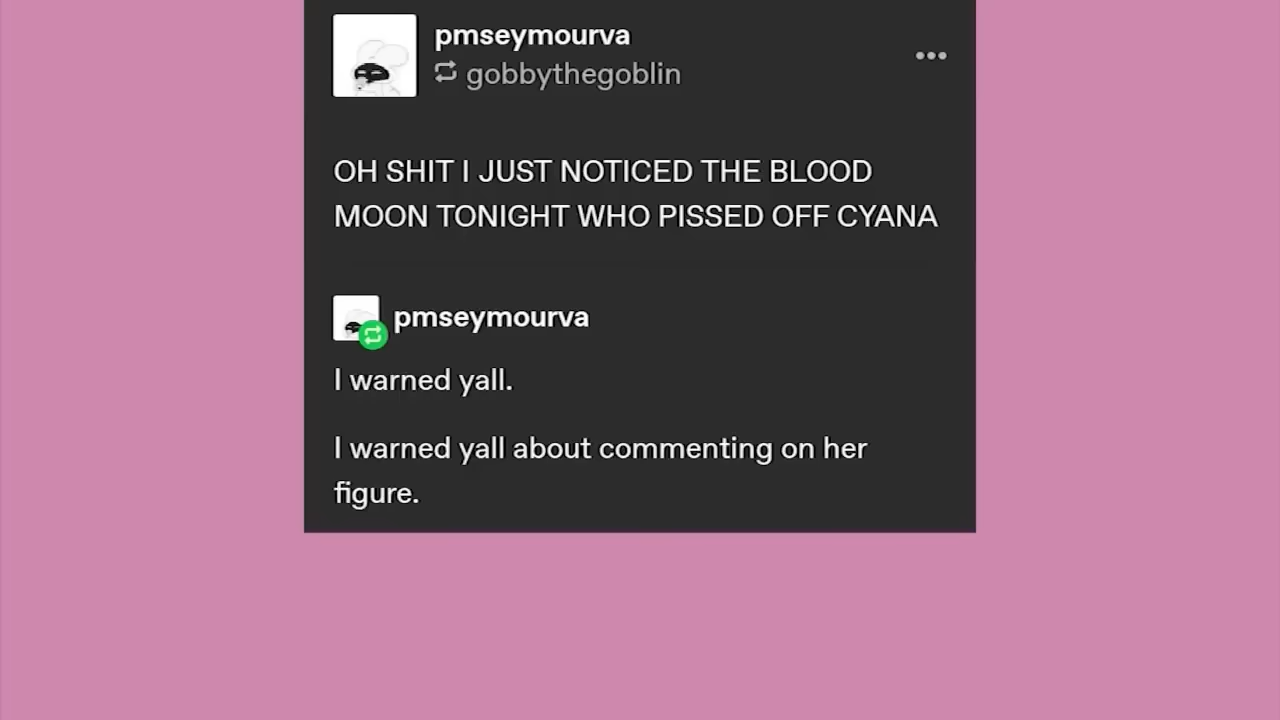 pmseymourva
gobbythegoblin
OH SHIT I JUST NOTICED THE BLOOD
MOON TONIGHT WHO PISSED OFF CYANA
pmseymourva
I warned yall.
I warned yall about commenting on her
figure.